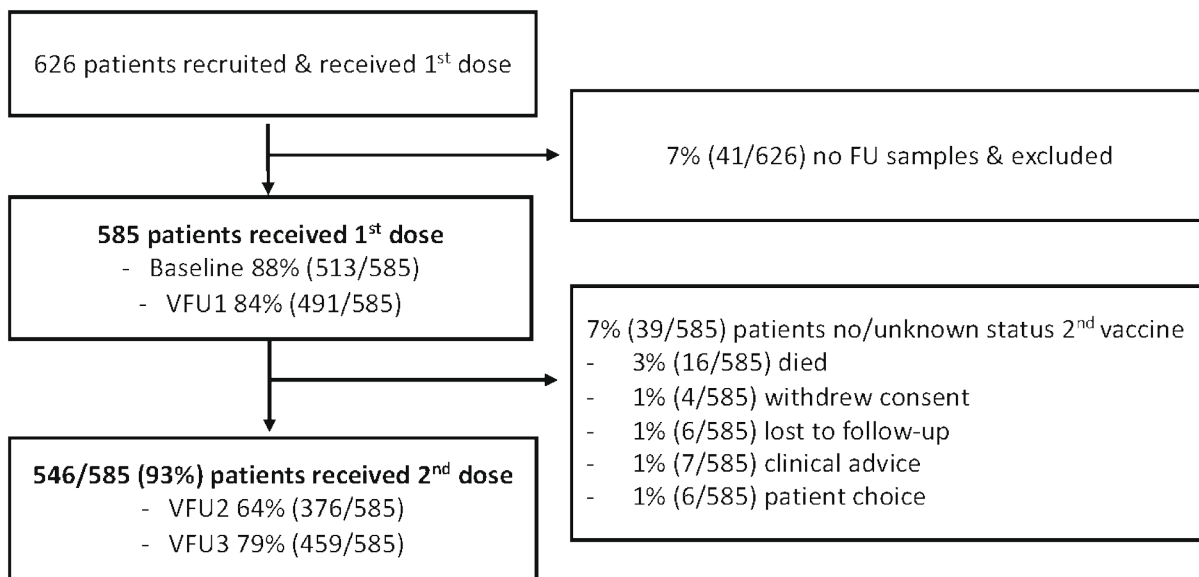 626 patients recruited & received 1st dose
7% (41/626) no FU samples & excluded
585 patients received 1st dose
- Baseline 88% (513/585)
- VFU1 84% (491/585)
7% (39/585) patients no/unknown status 2nd vaccine
- 3% (16/585) died
- 1% (4/585) withdrew consent
- 1% (6/585) lost to follow-up
- 1% (7/585) clinical advice
- 1% (6/585) patient choice
546/585 (93%) patients received 2nd dose
- VFU2 64% (376/585)
- VFU3 79% (459/585)